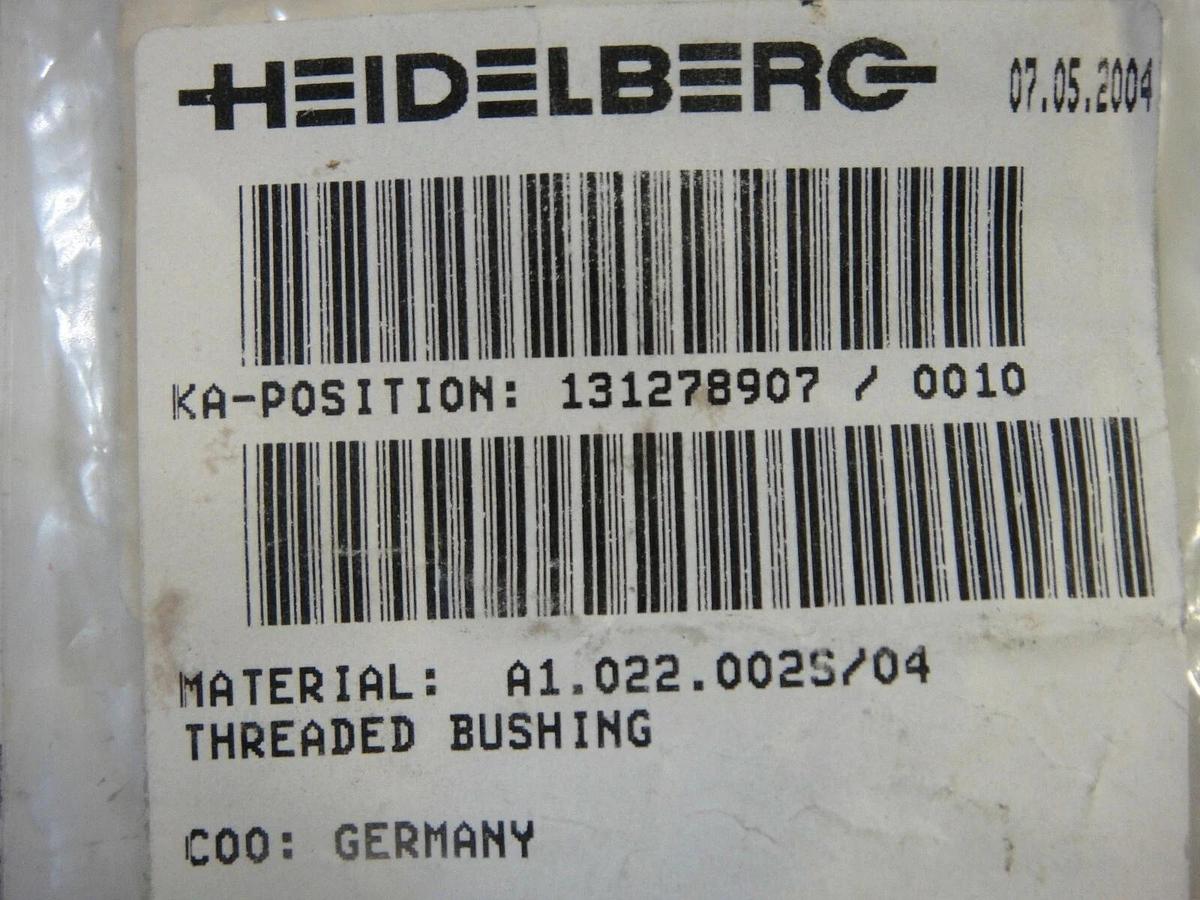 HEIDELBERG 07.05.2004
KA-POSITION: 131278907 / 0010
MATERIAL: A1.022.002S/04
THREADED BUSHING
COO: GERMANY